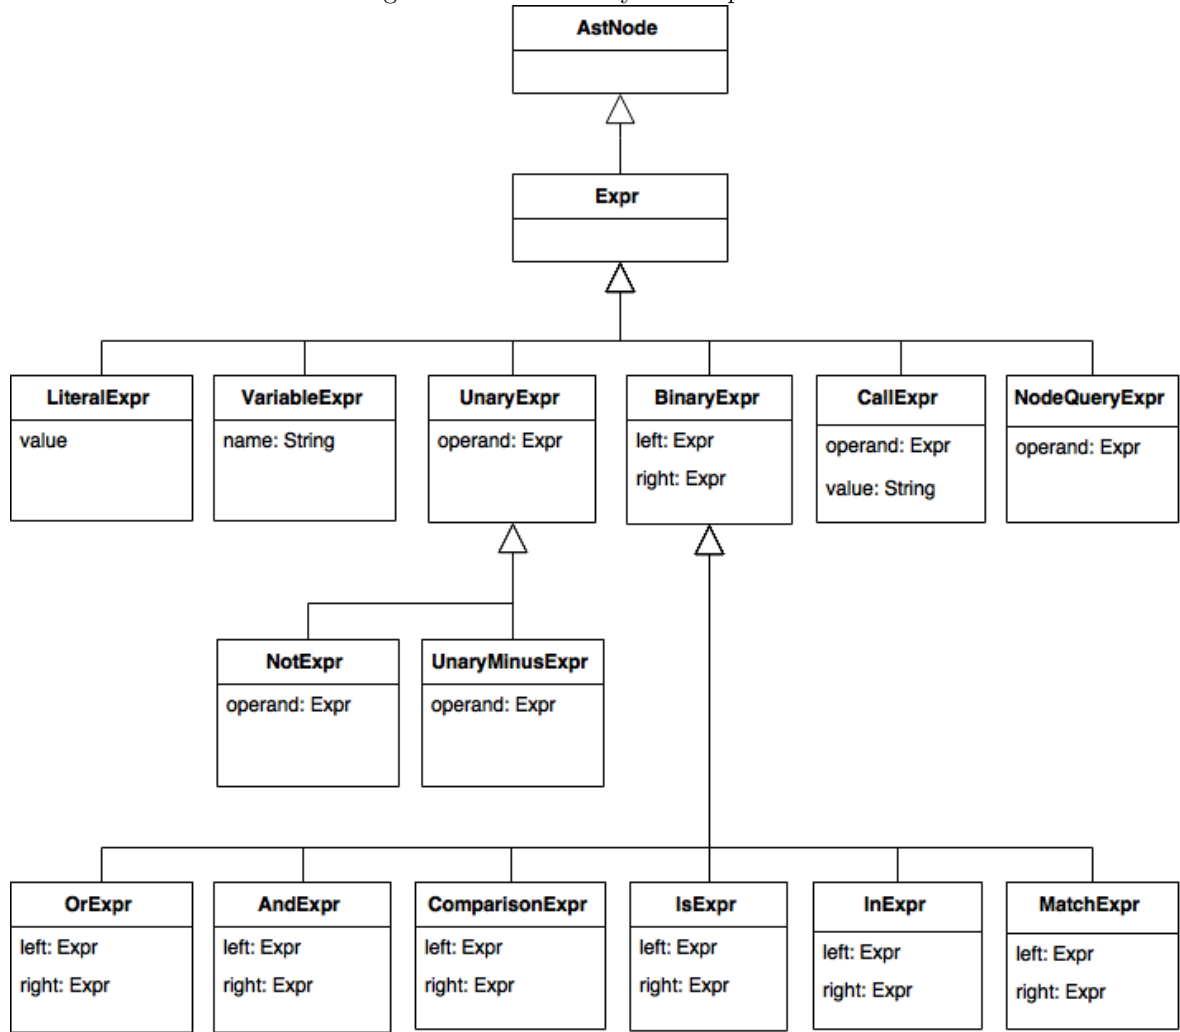 AstNode
Expr
LiteralExpr
value
VariableExpr
name: String
UnaryExpr
operand: Expr
BinaryExpr
left: Expr
right: Expr
CallExpr
operand: Expr
value: String
NodeQueryExpr
operand: Expr
NotExpr
operand: Expr
UnaryMinusExpr
operand: Expr
OrExpr
left: Expr
right: Expr
AndExpr
left: Expr
right: Expr
ComparisonExpr
left: Expr
right: Expr
IsExpr
left: Expr
right: Expr
InExpr
left: Expr
right: Expr
MatchExpr
left: Expr
right: Expr